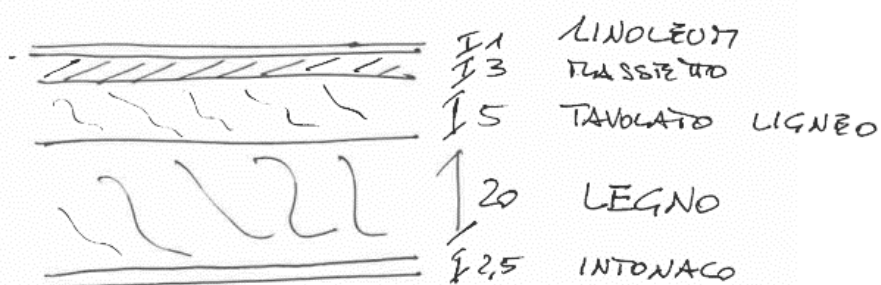 1 LINOLEUM
3 MASSETTO
5 TAVOLATO LIGNEO
20 LEGNO
2,5 INTONACO